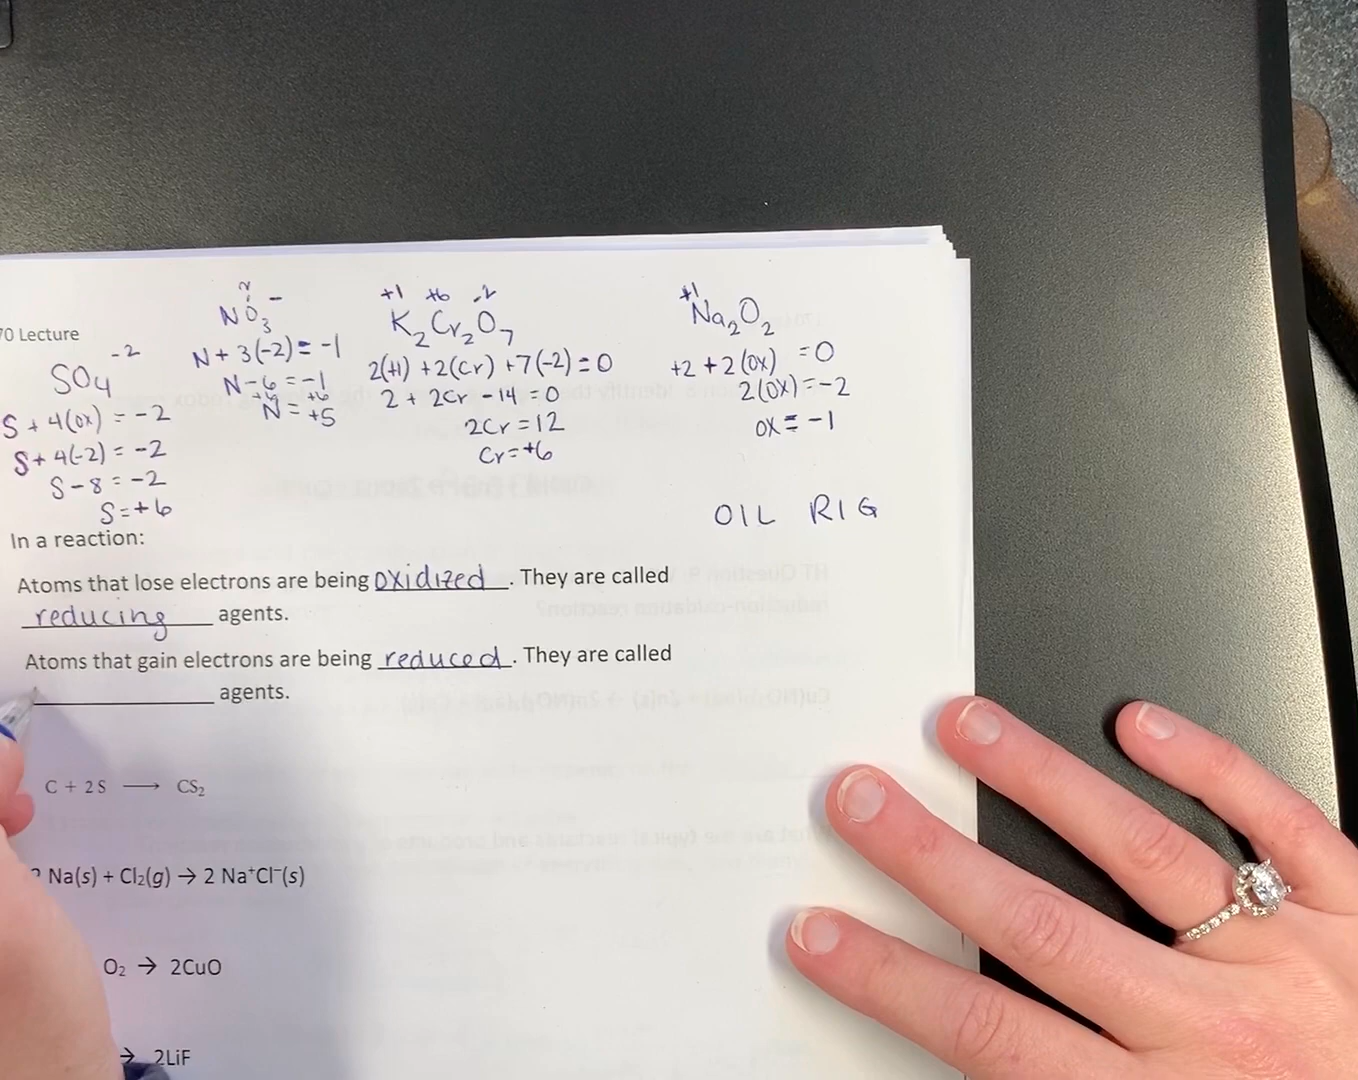 70 Lecture
SO4 -2
S + 4(ox) = -2
S + 4(-2) = -2
S - 8 = -2
S = +6
NO3 -
N + 3(-2) = -1
N - 6 = -1
+6 +6
N = +5
+1 +6 -2
K2Cr2O7
2(+1) + 2(Cr) + 7(-2) = 0
2 + 2Cr - 14 = 0
2Cr = 12
Cr = +6
+1
Na2O2
+2 + 2(ox) = 0
2(ox) = -2
ox = -1
OIL RIG
In a reaction:
Atoms that lose electrons are being oxidized. They are called
reducing agents.
Atoms that gain electrons are being reduced. They are called
agents.
C + 2 S ⟶ CS₂
Na(s) + Cl₂(g) → 2 Na⁺Cl⁻(s)
O₂ → 2CuO
→ 2LiF